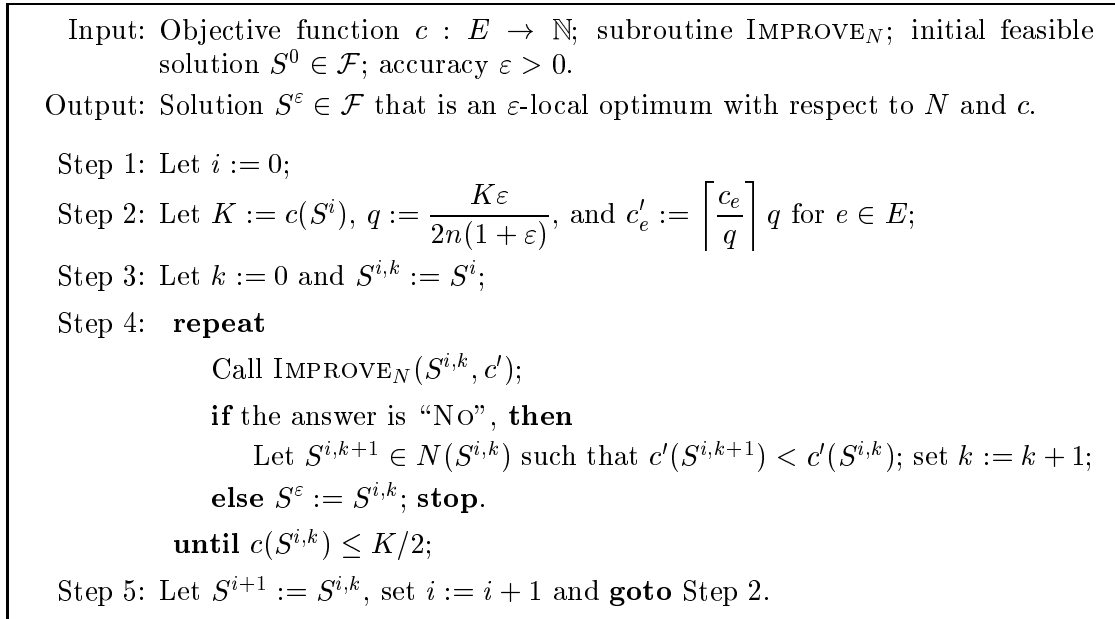 Input: Objective function c : E → ℕ; subroutine IMPROVE_N; initial feasible
solution S^0 ∈ 𝓕; accuracy ε > 0.
Output: Solution S^ε ∈ 𝓕 that is an ε-local optimum with respect to N and c.
Step 1: Let i := 0;
Step 2: Let K := c(S^i), q := Kε / 2n(1 + ε), and c'_e := ⌈c_e / q⌉ q for e ∈ E;
Step 3: Let k := 0 and S^{i,k} := S^i;
Step 4: repeat
Call IMPROVE_N(S^{i,k}, c');
if the answer is “NO”, then
Let S^{i,k+1} ∈ N(S^{i,k}) such that c'(S^{i,k+1}) < c'(S^{i,k}); set k := k + 1;
else S^ε := S^{i,k}; stop.
until c(S^{i,k}) ≤ K/2;
Step 5: Let S^{i+1} := S^{i,k}, set i := i + 1 and goto Step 2.